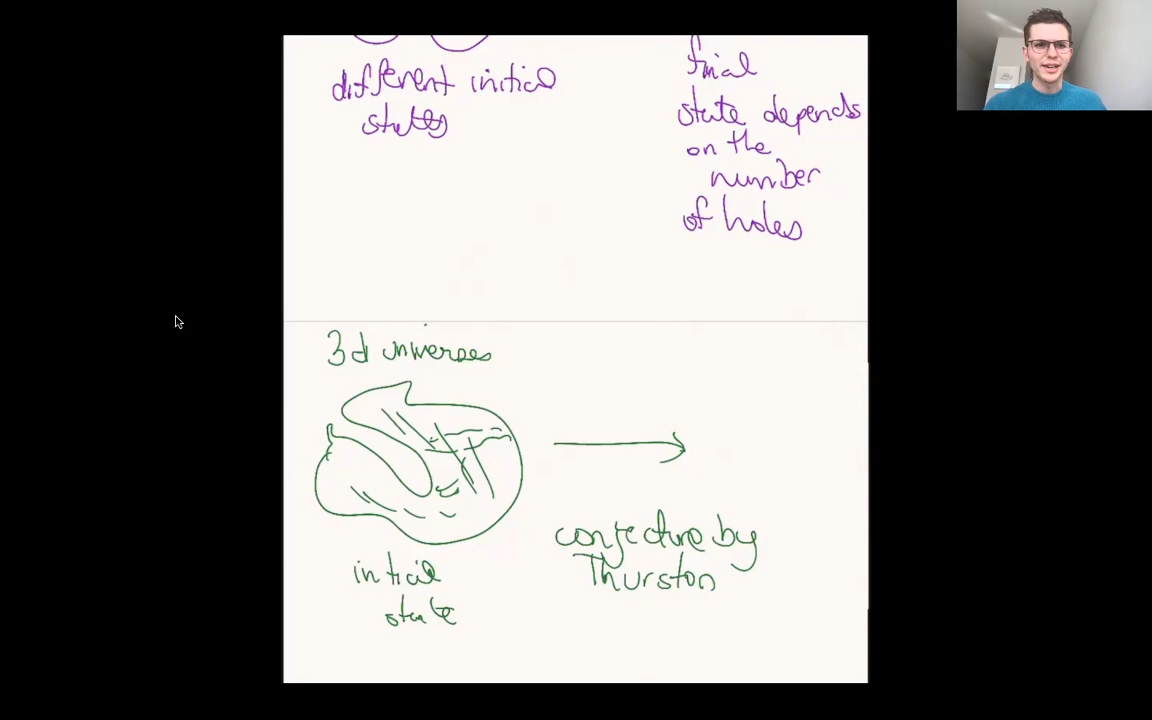 different initial
states
final
state depends
on the
number
of holes
3d universes
initial
state
conjecture by
Thurston